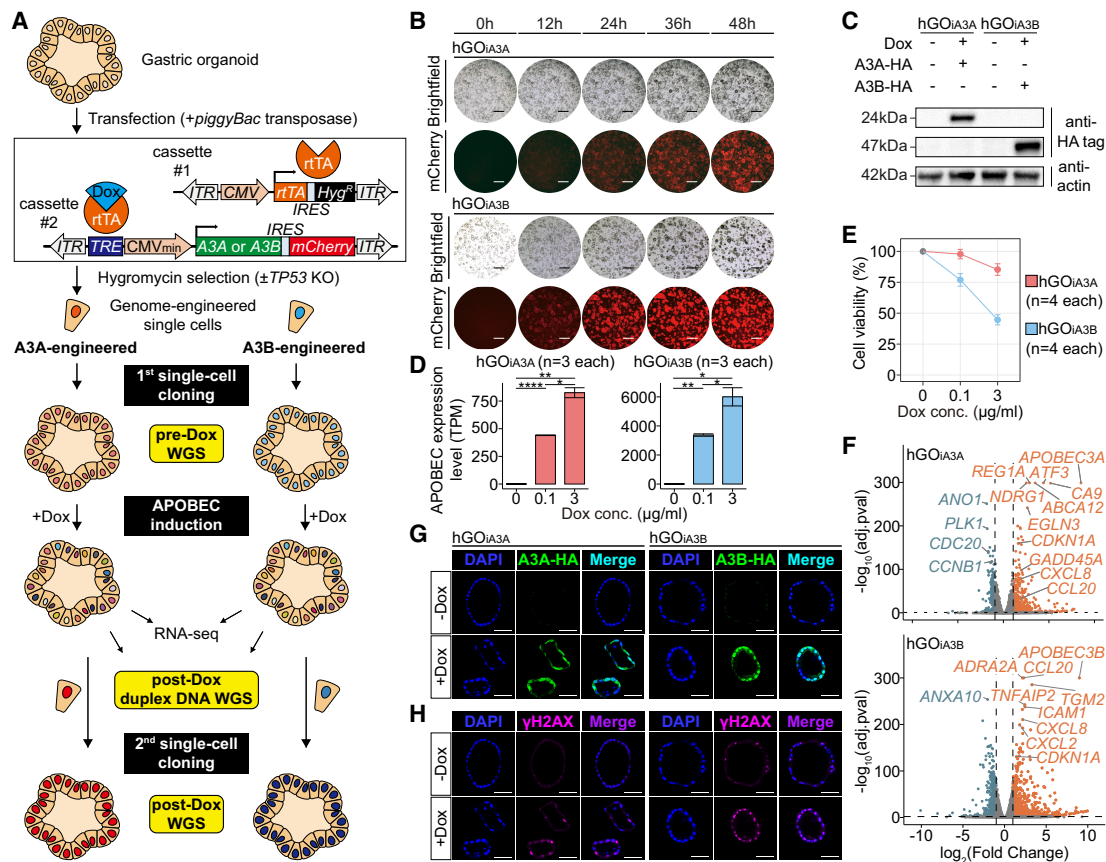 A
Gastric organoid
Transfection (+piggyBac transposase)
cassette
#1
rtTA
ITR CMV rtTA HygR ITR
IRES
Dox
rtTA
cassette
#2
IRES
ITR TRE CMVmin A3A or A3B mCherry ITR
Hygromycin selection (±TP53 KO)
Genome-engineered
single cells
A3A-engineered
A3B-engineered
1st single-cell
cloning
pre-Dox
WGS
+Dox
APOBEC
induction
+Dox
RNA-seq
post-Dox
duplex DNA WGS
2nd single-cell
cloning
post-Dox
WGS
B
0h 12h 24h 36h 48h
hGOiA3A
Brightfield
mCherry
hGOiA3B
Brightfield
mCherry
C
hGOiA3A hGOiA3B
Dox - + - +
A3A-HA - + - -
A3B-HA - - - +
24kDa
47kDa
42kDa
anti-
HA tag
anti-
actin
D
hGOiA3A (n=3 each)
hGOiA3B (n=3 each)
APOBEC expression
level (TPM)
750
500
250
0
** **** *
0 0.1 3
6000
4000
2000
0
* ** *
0 0.1 3
Dox conc. (μg/ml)
E
Cell viability (%)
100
75
50
25
0
0 0.1 3
Dox conc. (μg/ml)
hGOiA3A
(n=4 each)
hGOiA3B
(n=4 each)
F
hGOiA3A
-log10(adj.pval)
300
200
100
0
APOBEC3A
REG1A ATF3
ANO1 NDRG1 CA9
ABCA12
PLK1 EGLN3
CDKN1A
CDC20 GADD45A
CCNB1 CXCL8
CCL20
hGOiA3B
-log10(adj.pval)
300
200
100
0
APOBEC3B
ADRA2A CCL20
ANXA10 TNFAIP2 TGM2
ICAM1
CXCL8
CXCL2
CDKN1A
-10 -5 -1 0 1 5 10
log2(Fold Change)
G
hGOiA3A hGOiA3B
DAPI A3A-HA Merge DAPI A3B-HA Merge
-Dox
+Dox
H
DAPI γH2AX Merge DAPI γH2AX Merge
-Dox
+Dox